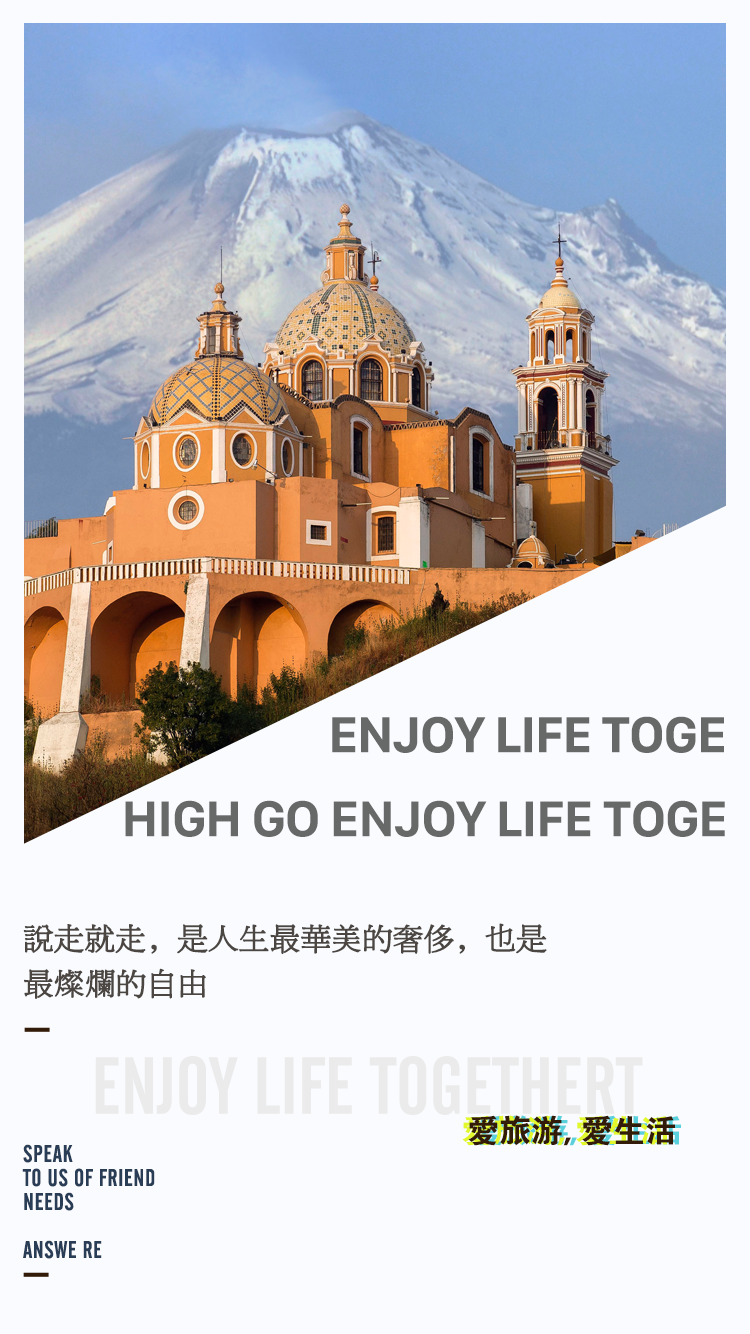 ENJOY LIFE TOGE
HIGH GO ENJOY LIFE TOGE
說走就走，是人生最華美的奢侈，也是
最燦爛的自由
ENJOY LIFE TOGETHERT
愛旅游, 愛生活
SPEAK
TO US OF FRIEND
NEEDS
ANSWE RE